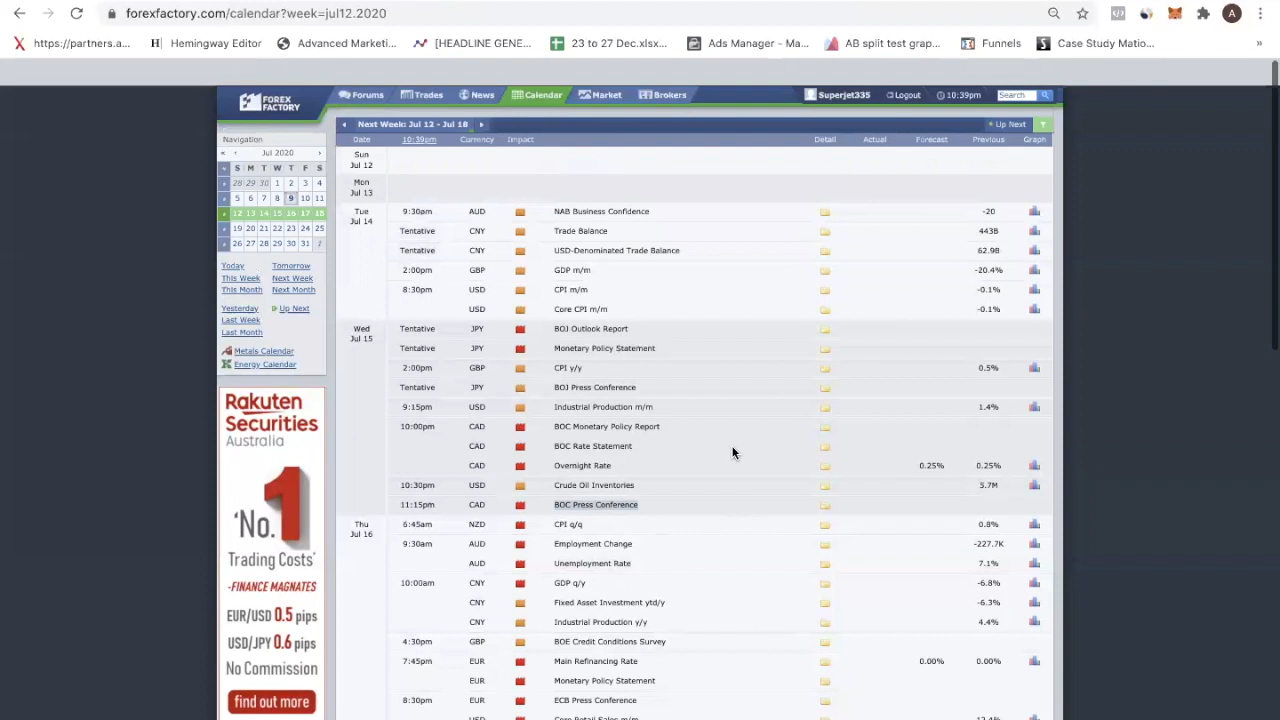 forexfactory.com/calendar?week=jul12.2020
A
https://partners.a...
Hemingway Editor
Advanced Marketi...
[HEADLINE GENE...
23 to 27 Dec.xlsx...
Ads Manager - Ma...
AB split test grap...
Funnels
Case Study Matio...
»
FOREX FACTORY
Forums Trades News Calendar Market Brokers
Superjet335 Logout 10:39pm Search
Navigation
« ‹ Jul 2020 ›
S M T W T F S
28 29 30 1 2 3 4
5 6 7 8 9 10 11
12 13 14 15 16 17 18
19 20 21 22 23 24 25
26 27 28 29 30 31 1
Today Tomorrow
This Week Next Week
This Month Next Month
Yesterday Up Next
Last Week
Last Month
Metals Calendar
Energy Calendar
Rakuten
Securities
Australia
'No.1
Trading Costs*
-FINANCE MAGNATES
EUR/USD 0.5 pips
USD/JPY 0.6 pips
No Commission
find out more
Next Week: Jul 12 - Jul 18 Up Next
Date 10:39pm Currency Impact Detail Actual Forecast Previous Graph
Sun
Jul 12
Mon
Jul 13
Tue
Jul 14
9:30am AUD NAB Business Confidence -20
Tentative CNY Trade Balance 443B
Tentative CNY USD-Denominated Trade Balance 62.9B
2:00pm GBP GDP m/m -20.4%
8:30pm USD CPI m/m -0.1%
USD Core CPI m/m -0.1%
Wed
Jul 15
Tentative JPY BOJ Outlook Report
Tentative JPY Monetary Policy Statement
2:00pm GBP CPI y/y 0.5%
Tentative JPY BOJ Press Conference
9:15pm USD Industrial Production m/m 1.4%
10:00pm CAD BOC Monetary Policy Report
CAD BOC Rate Statement
CAD Overnight Rate 0.25% 0.25%
10:30pm USD Crude Oil Inventories 5.7M
11:15pm CAD BOC Press Conference
Thu
Jul 16
6:45am NZD CPI q/q 0.8%
9:30am AUD Employment Change -227.7K
AUD Unemployment Rate 7.1%
10:00am CNY GDP q/y -6.8%
CNY Fixed Asset Investment ytd/y -6.3%
CNY Industrial Production y/y 4.4%
4:30pm GBP BOE Credit Conditions Survey
7:45pm EUR Main Refinancing Rate 0.00% 0.00%
EUR Monetary Policy Statement
8:30pm EUR ECB Press Conference
USD Core Retail Sales m/m 12.4%